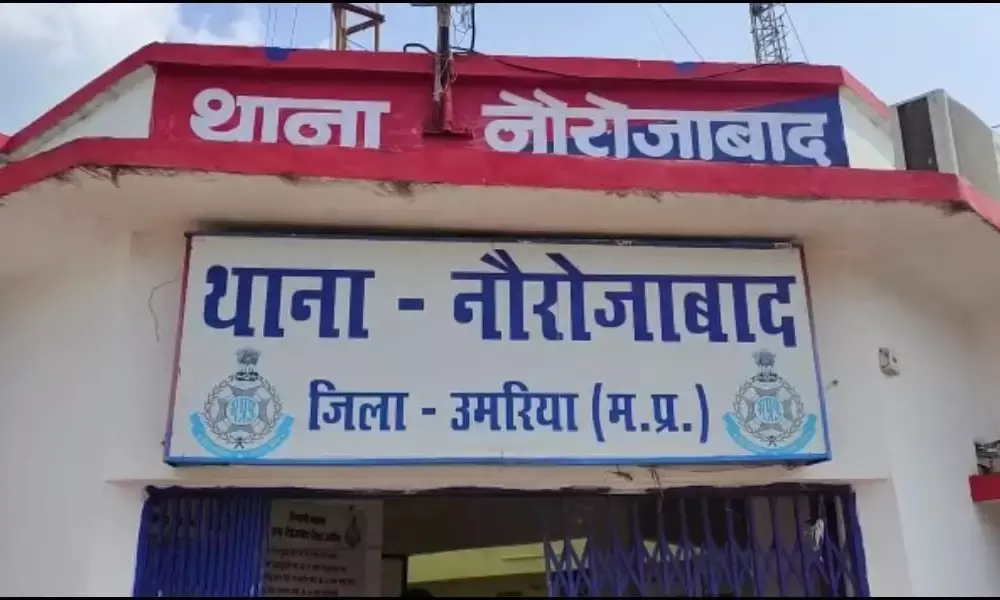 थाना नोरोजाबाद
थाना - नौरोजाबाद
जिला - उमरिया (म.प्र.)